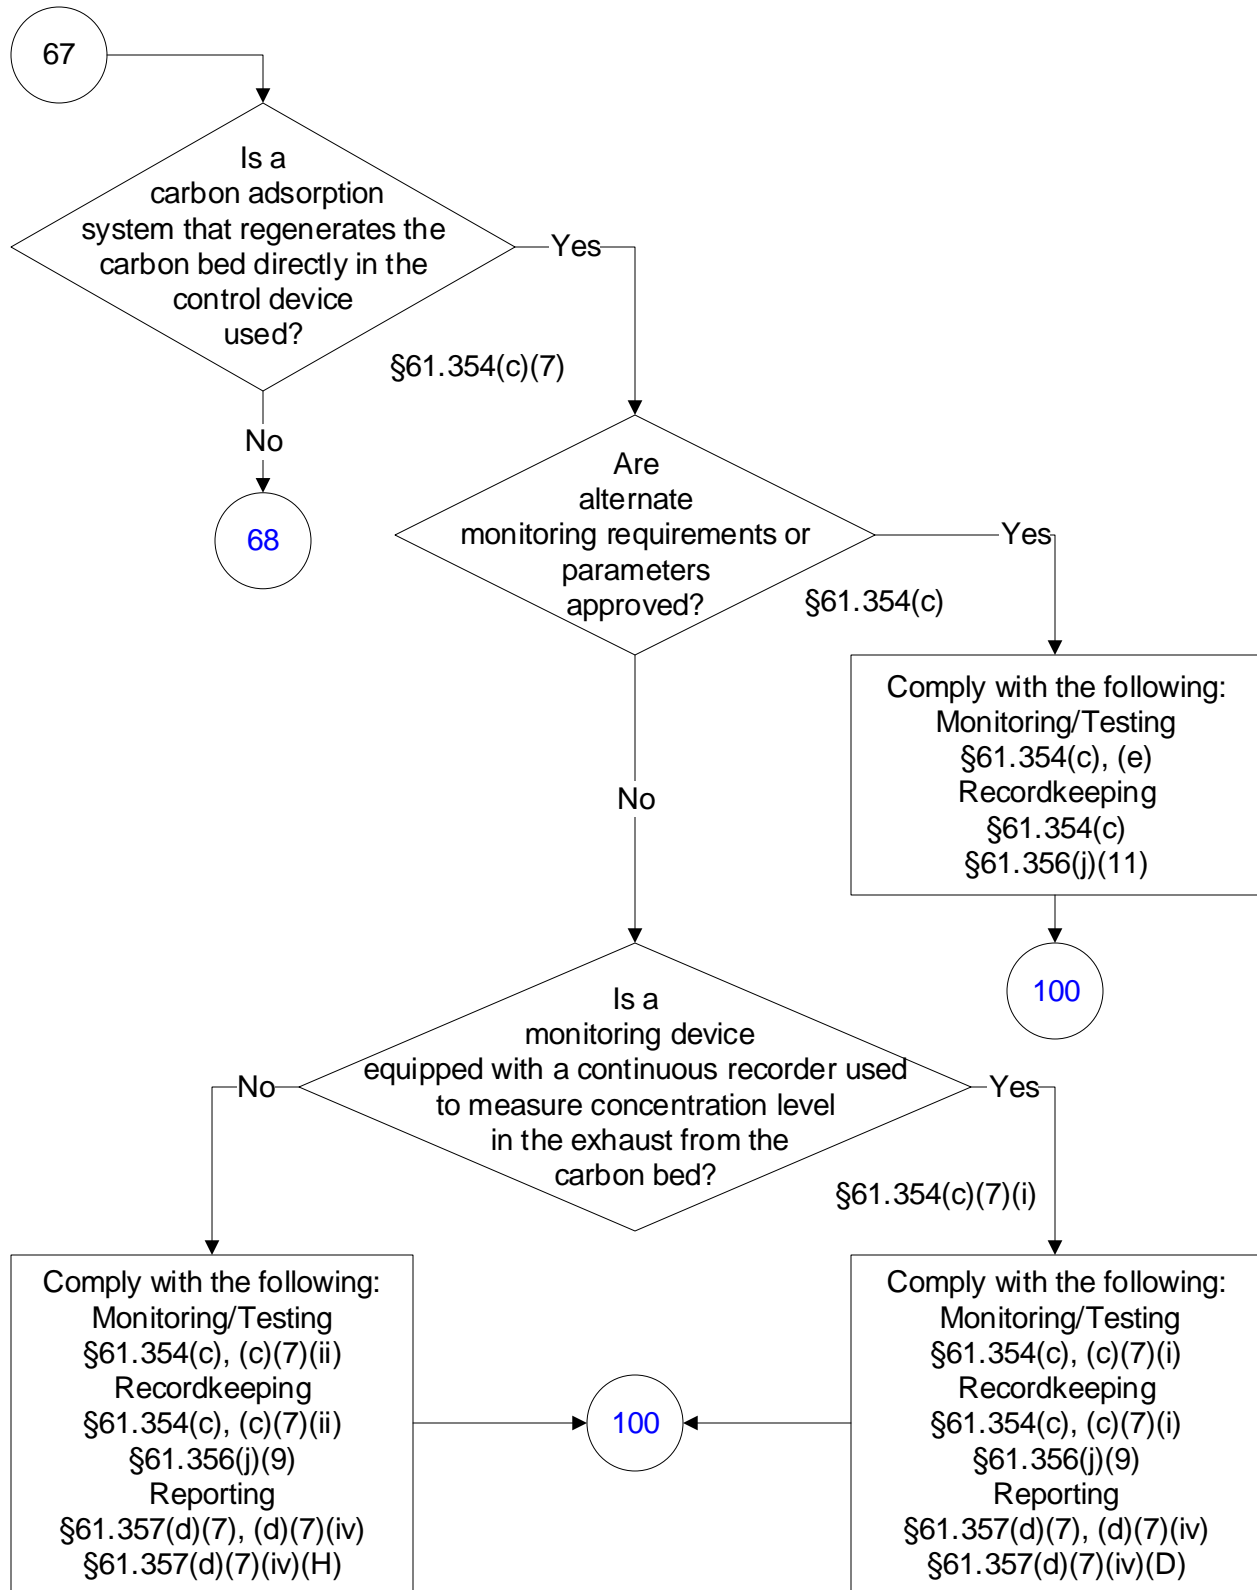 67
Is a
carbon adsorption
system that regenerates the
carbon bed directly in the
control device
used?
Yes
§61.354(c)(7)
No
68
Are
alternate
monitoring requirements or
parameters
approved?
Yes
§61.354(c)
Comply with the following:
Monitoring/Testing
§61.354(c), (e)
Recordkeeping
§61.354(c)
§61.356(j)(11)
100
No
Is a
monitoring device
equipped with a continuous recorder used
to measure concentration level
in the exhaust from the
carbon bed?
No
Yes
§61.354(c)(7)(i)
Comply with the following:
Monitoring/Testing
§61.354(c), (c)(7)(ii)
Recordkeeping
§61.354(c), (c)(7)(ii)
§61.356(j)(9)
Reporting
§61.357(d)(7), (d)(7)(iv)
§61.357(d)(7)(iv)(H)
100
Comply with the following:
Monitoring/Testing
§61.354(c), (c)(7)(i)
Recordkeeping
§61.354(c), (c)(7)(i)
§61.356(j)(9)
Reporting
§61.357(d)(7), (d)(7)(iv)
§61.357(d)(7)(iv)(D)